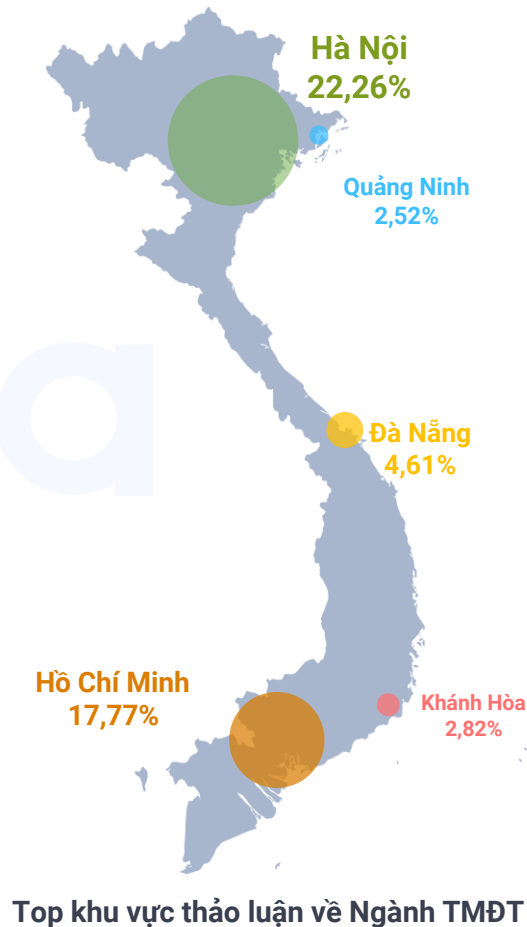 Hà Nội
22,26%
Quảng Ninh
2,52%
Đà Nẵng
4,61%
Hồ Chí Minh
17,77%
Khánh Hòa
2,82%
Top khu vực thảo luận về Ngành TMĐT